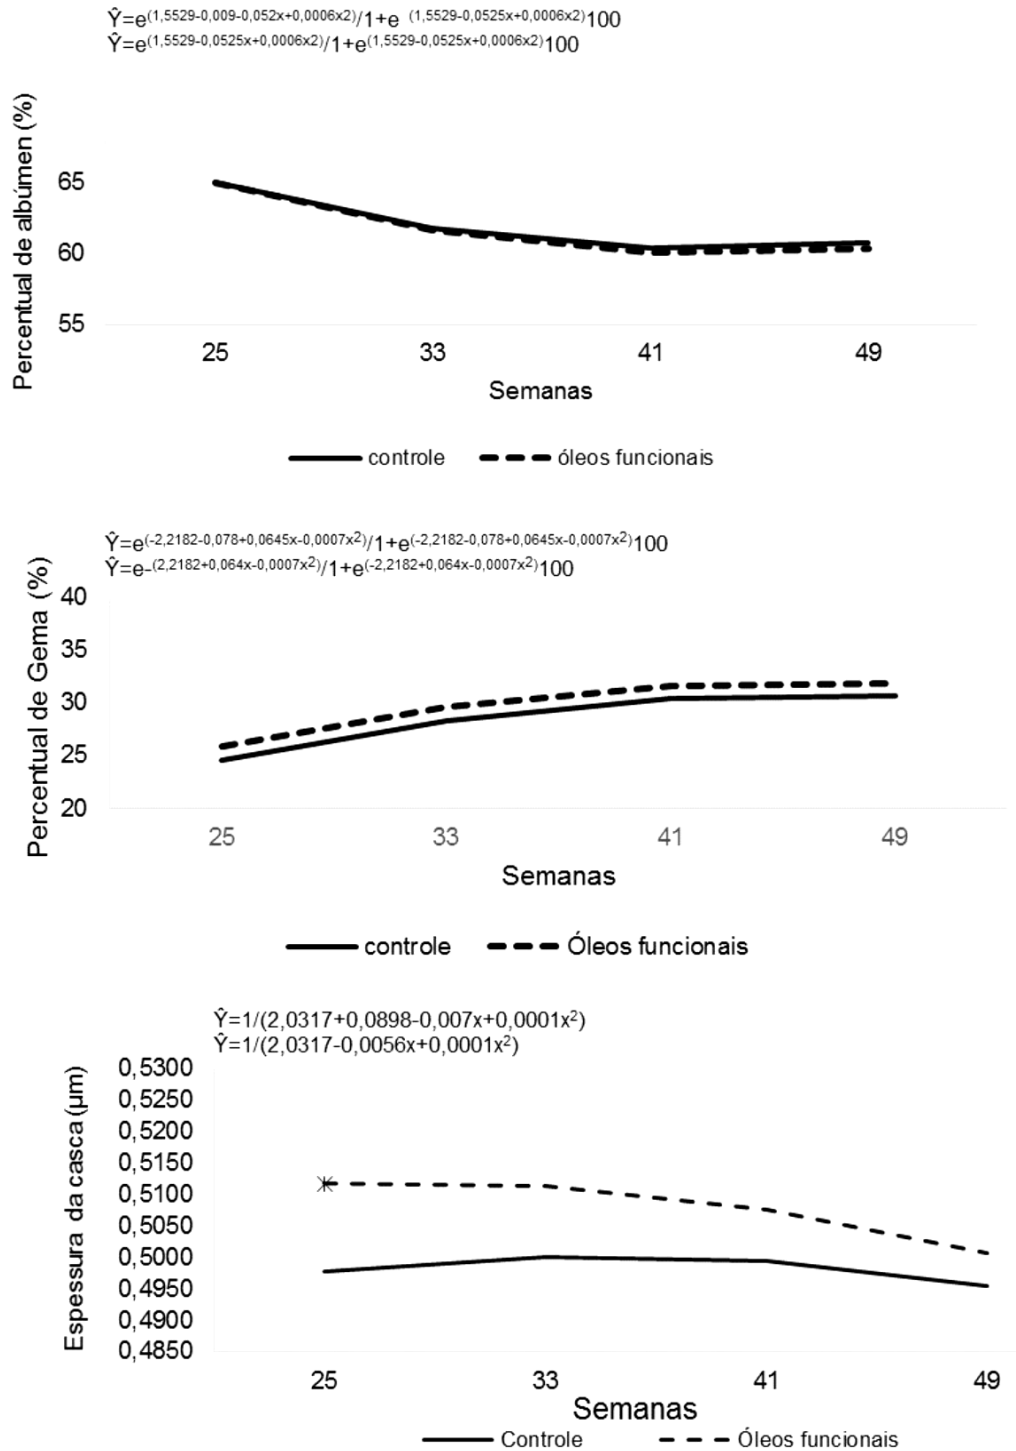 Ŷ=e(1,5529-0,009-0,052x+0,0006x2)/1+e (1,5529-0,0525x+0,0006x2)100
Ŷ=e(1,5529-0,0525x+0,0006x2)/1+e(1,5529-0,0525x+0,0006x2)100
Percentual de albúmen (%)
65
60
55
25 33 41 49
Semanas
controle óleos funcionais
Ŷ=e(-2,2182-0,078+0,0645x-0,0007x2)/1+e(-2,2182-0,078+0,0645x-0,0007x2)100
Ŷ=e-(2,2182+0,064x-0,0007x2)/1+e(-2,2182+0,064x-0,0007x2)100
Percentual de Gema (%)
40
35
30
25
20
25 33 41 49
Semanas
controle Óleos funcionais
Ŷ=1/(2,0317+0,0898-0,007x+0,0001x2)
Ŷ=1/(2,0317-0,0056x+0,0001x2)
Espessura da casca (µm)
0,5300
0,5250
0,5200
0,5150
0,5100
0,5050
0,5000
0,4950
0,4900
0,4850
25 33 41 49
Semanas
Controle Óleos funcionais